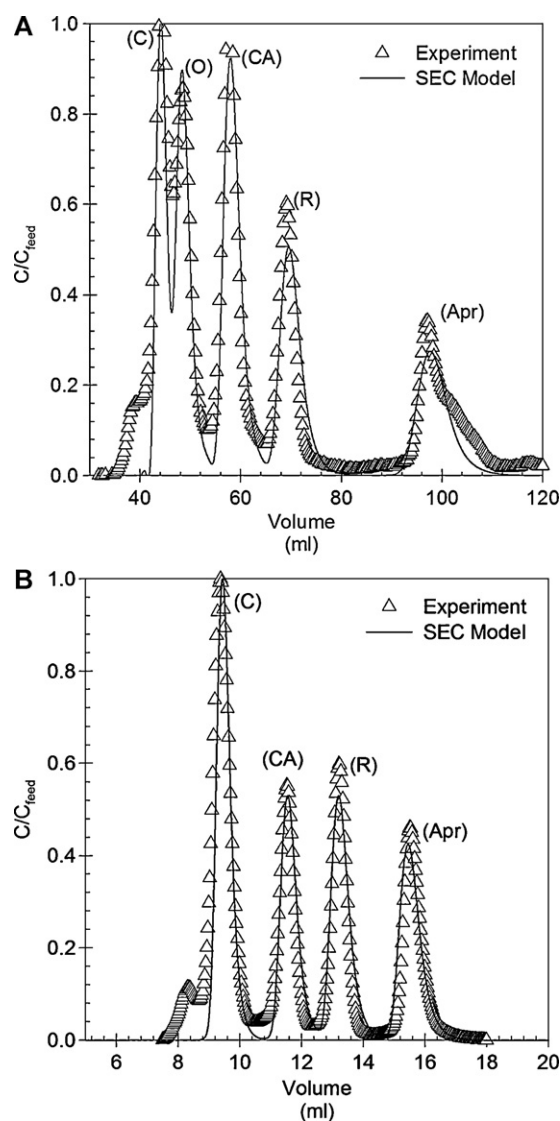 A
1.0
0.8
0.6
0.4
0.2
0.0
C/Cfeed
(C)
(O)
(CA)
(R)
(Apr)
Experiment
SEC Model
40 60 80 100 120
Volume
(ml)
B
1.0
0.8
0.6
0.4
0.2
0.0
C/Cfeed
(C)
(CA)
(R)
(Apr)
Experiment
SEC Model
6 8 10 12 14 16 18 20
Volume
(ml)